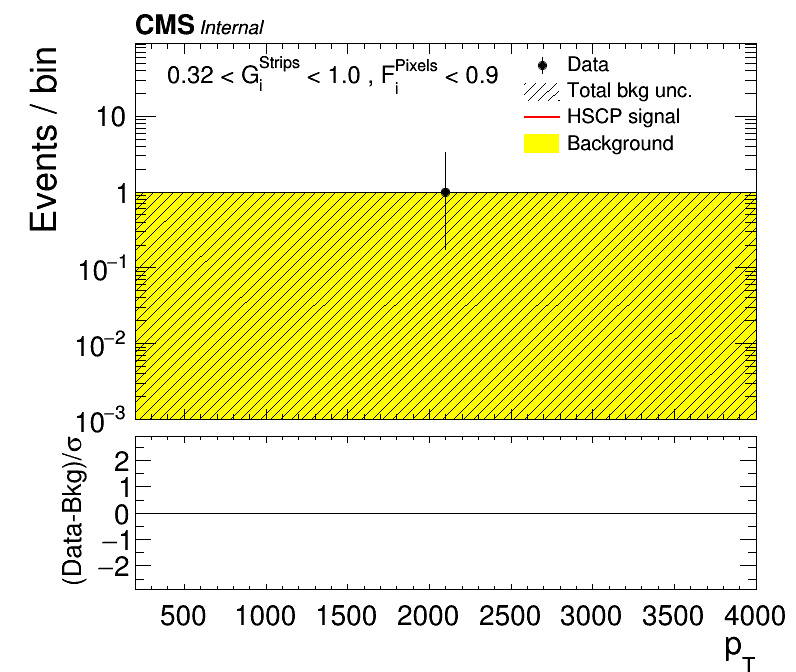 CMS Internal
0.32 < G_i^Strips < 1.0 , F_i^Pixels < 0.9
Data
Total bkg unc.
HSCP signal
Background
Events / bin
10
1
10^−1
10^−2
10^−3
(Data-Bkg)/σ
2
1
0
−1
−2
500 1000 1500 2000 2500 3000 3500 4000
p_T